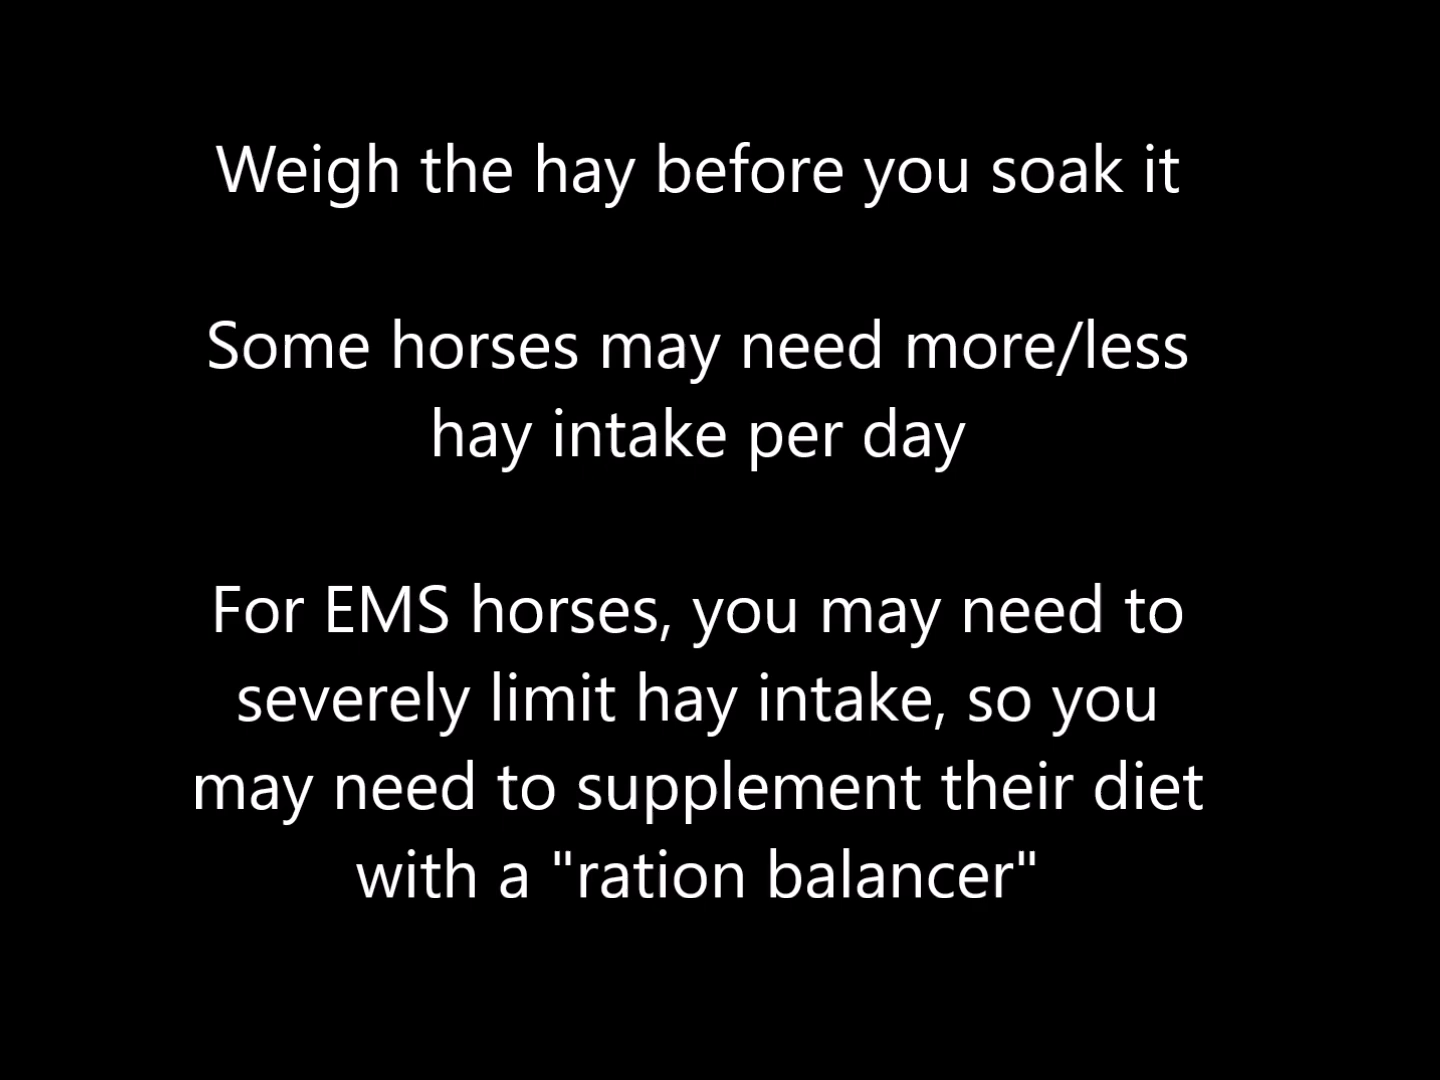 Weigh the hay before you soak it
Some horses may need more/less
hay intake per day
For EMS horses, you may need to
severely limit hay intake, so you
may need to supplement their diet
with a "ration balancer"